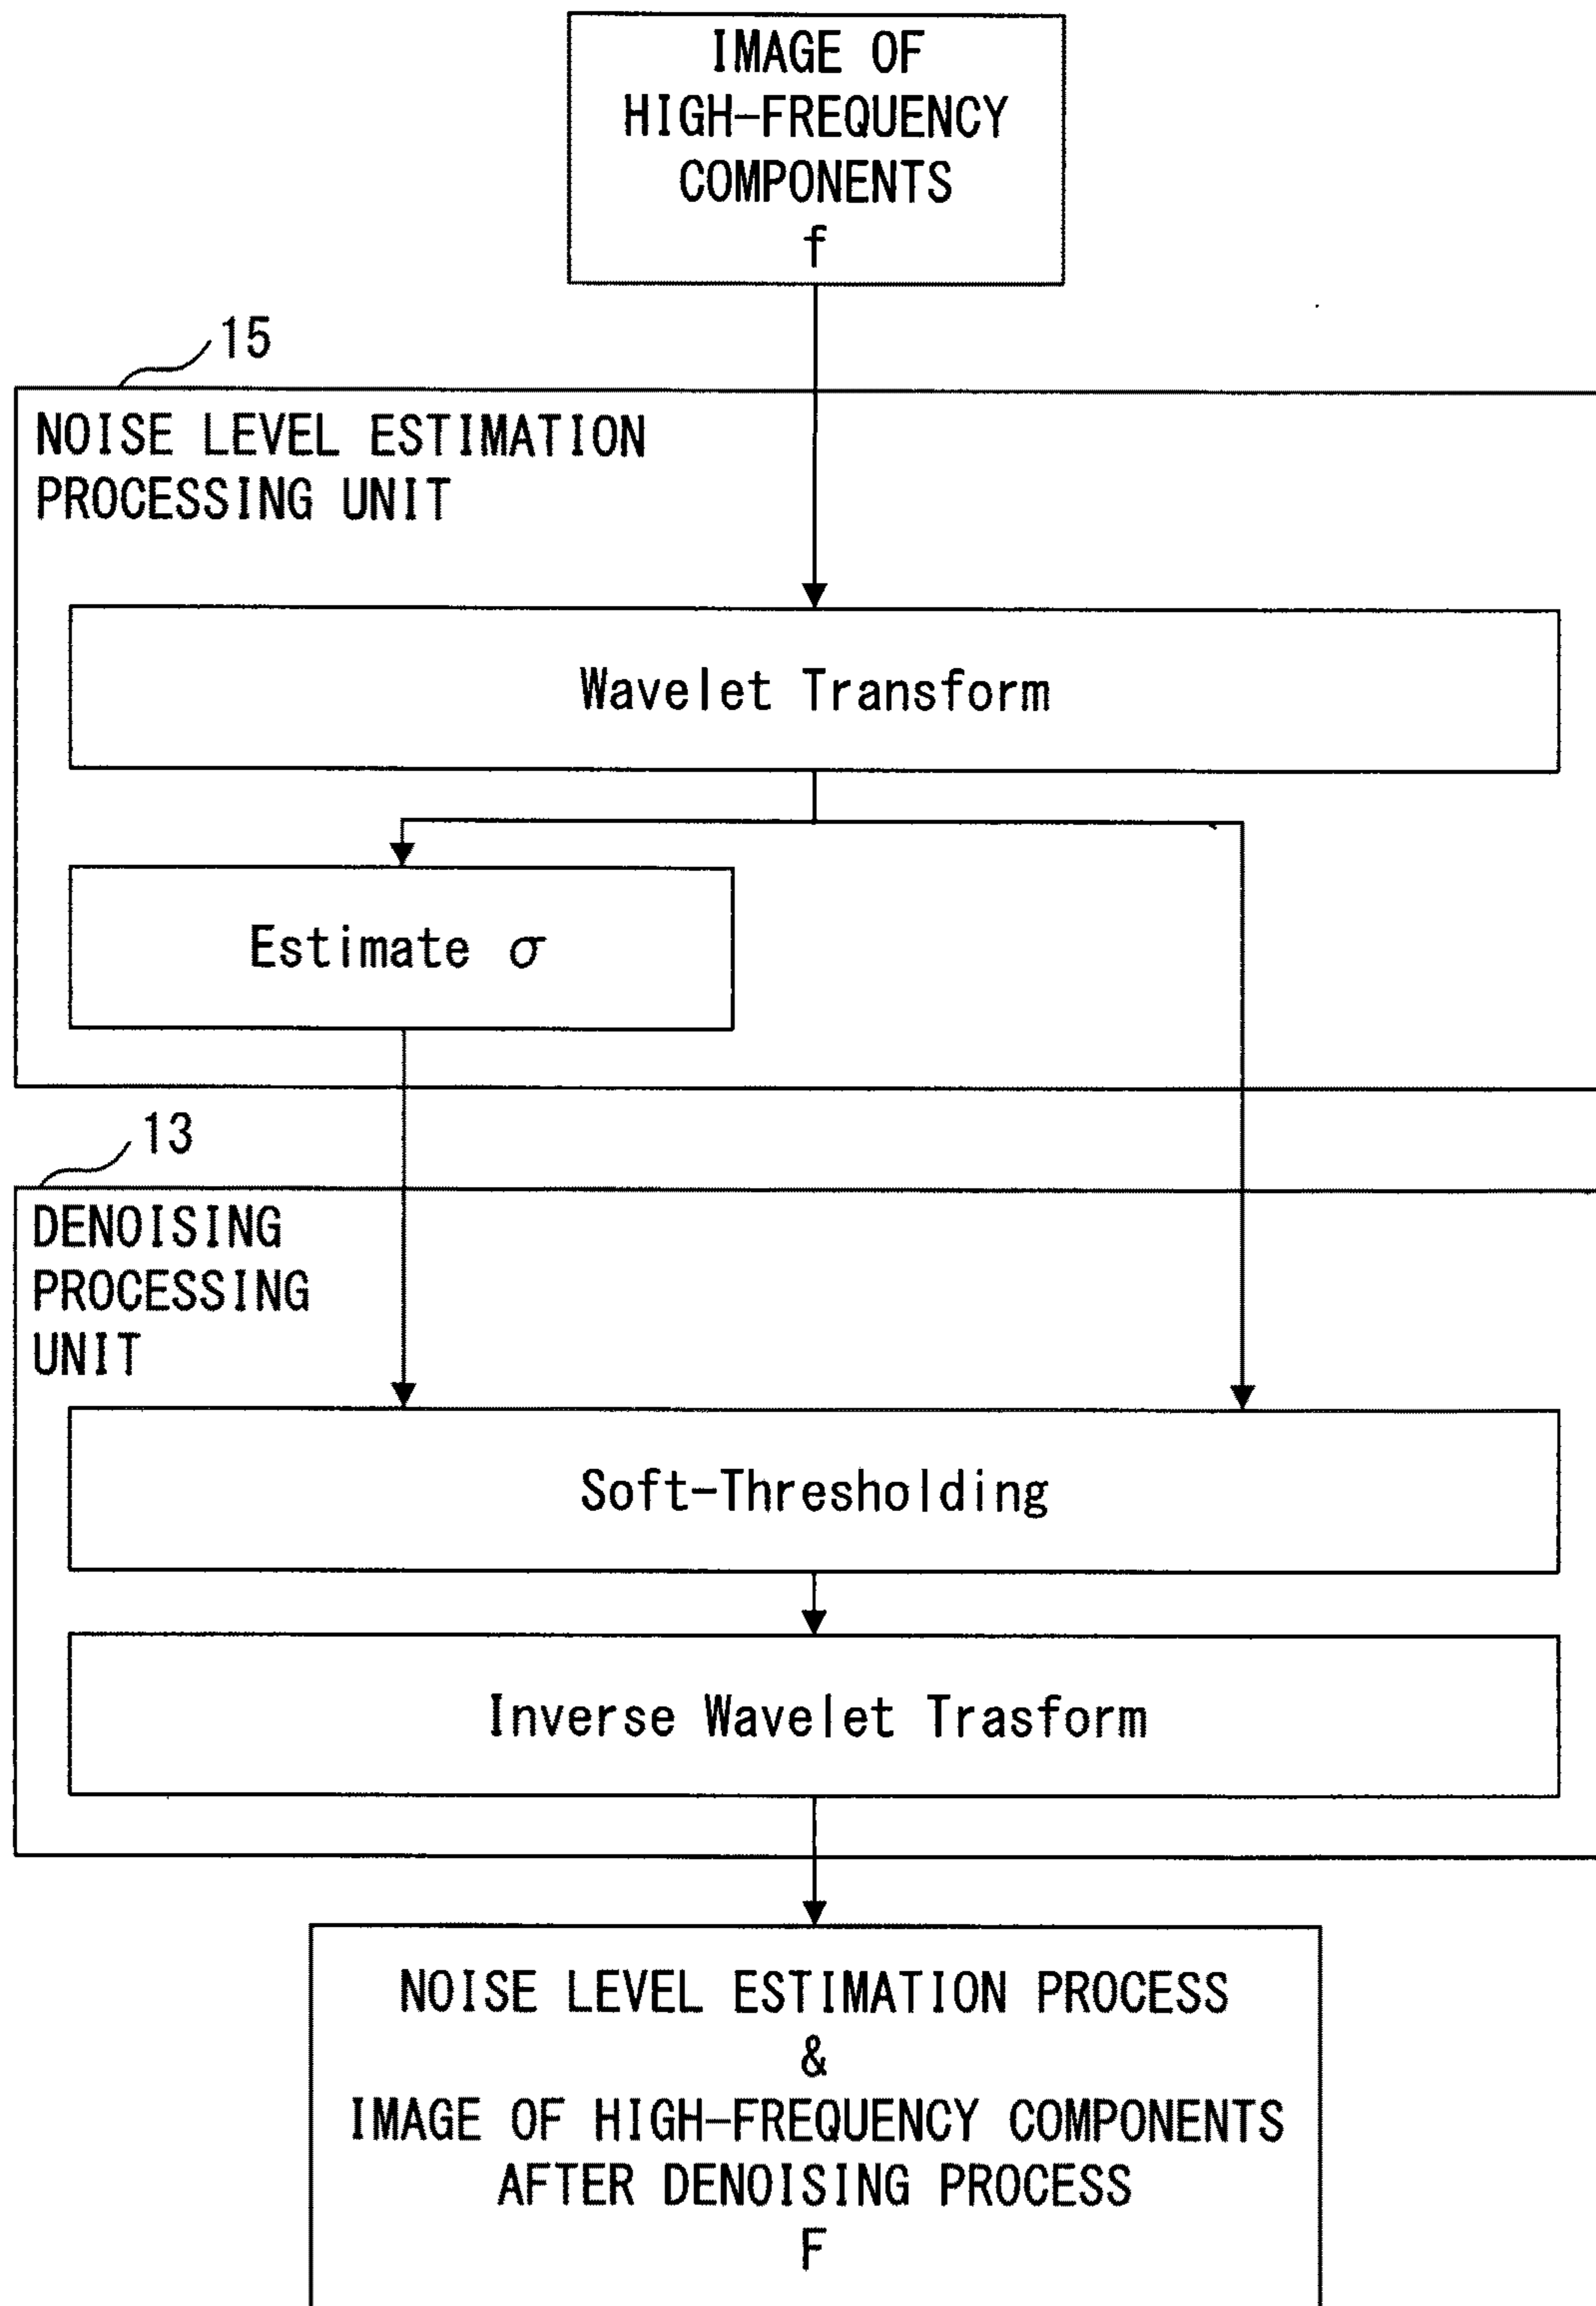 IMAGE OF
HIGH-FREQUENCY
COMPONENTS
f
15
NOISE LEVEL ESTIMATION
PROCESSING UNIT
Wavelet Transform
Estimate σ
13
DENOISING
PROCESSING
UNIT
Soft-Thresholding
Inverse Wavelet Trasform
NOISE LEVEL ESTIMATION PROCESS
&
IMAGE OF HIGH-FREQUENCY COMPONENTS
AFTER DENOISING PROCESS
F